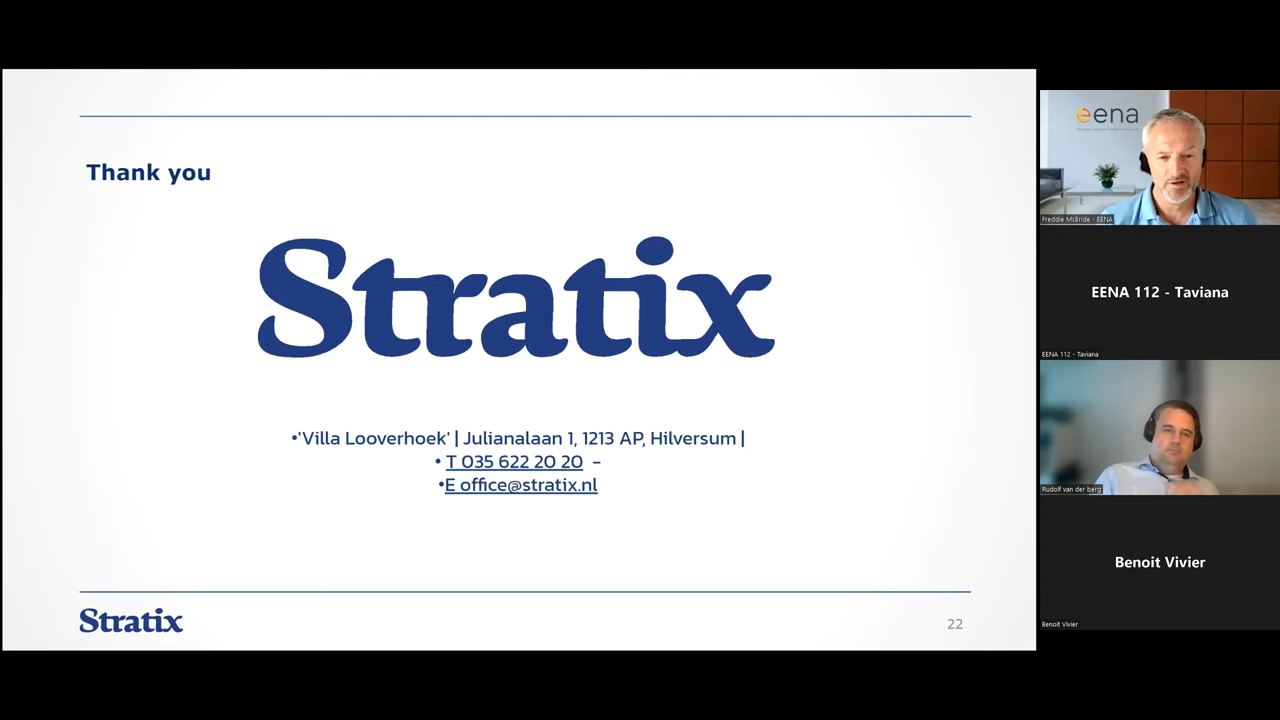 Thank you
Stratix
•'Villa Looverhoek' | Julianalaan 1, 1213 AP, Hilversum |
• T 035 622 20 20 –
•E office@stratix.nl
Stratix
22
eena
Freddie McBride - EENA
EENA 112 - Taviana
EENA 112 - Taviana
Rudolf van der berg
Benoit Vivier
Benoit Vivier